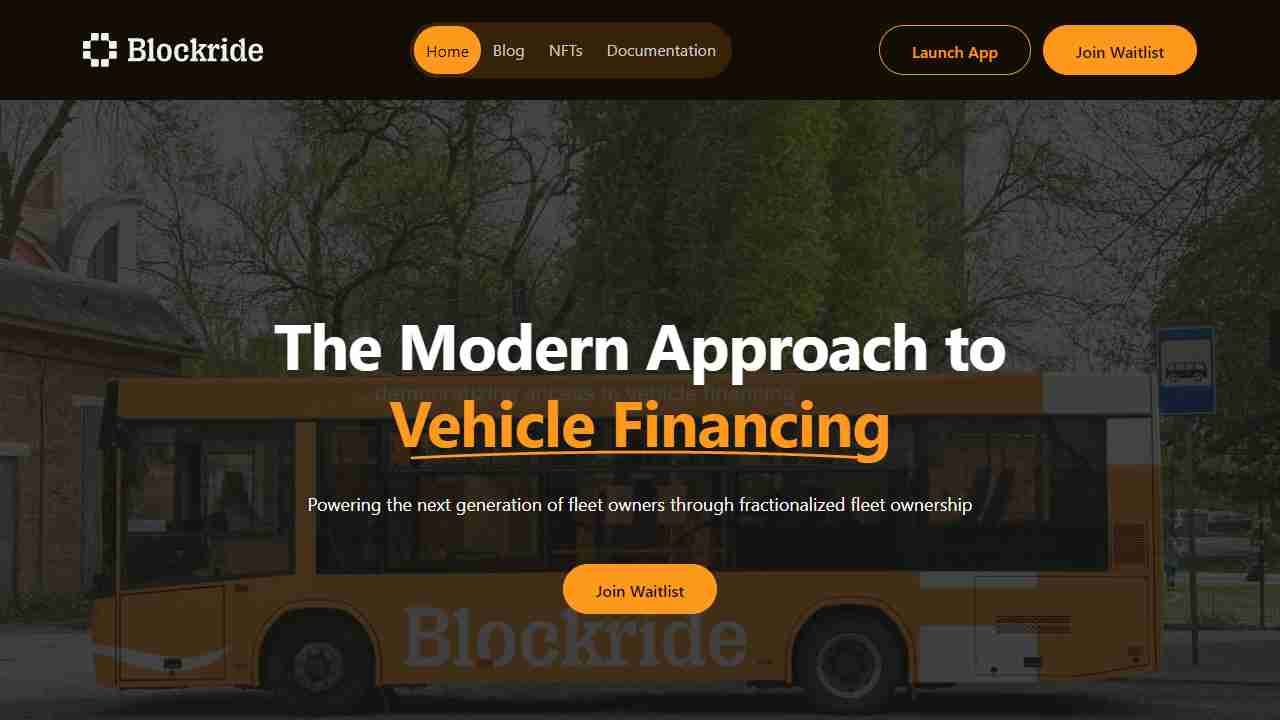 Blockride
Home Blog NFTs Documentation
Launch App
Join Waitlist
The Modern Approach to
democratizing access to vehicle financing
Vehicle Financing
Powering the next generation of fleet owners through fractionalized fleet ownership
Join Waitlist
Blockride